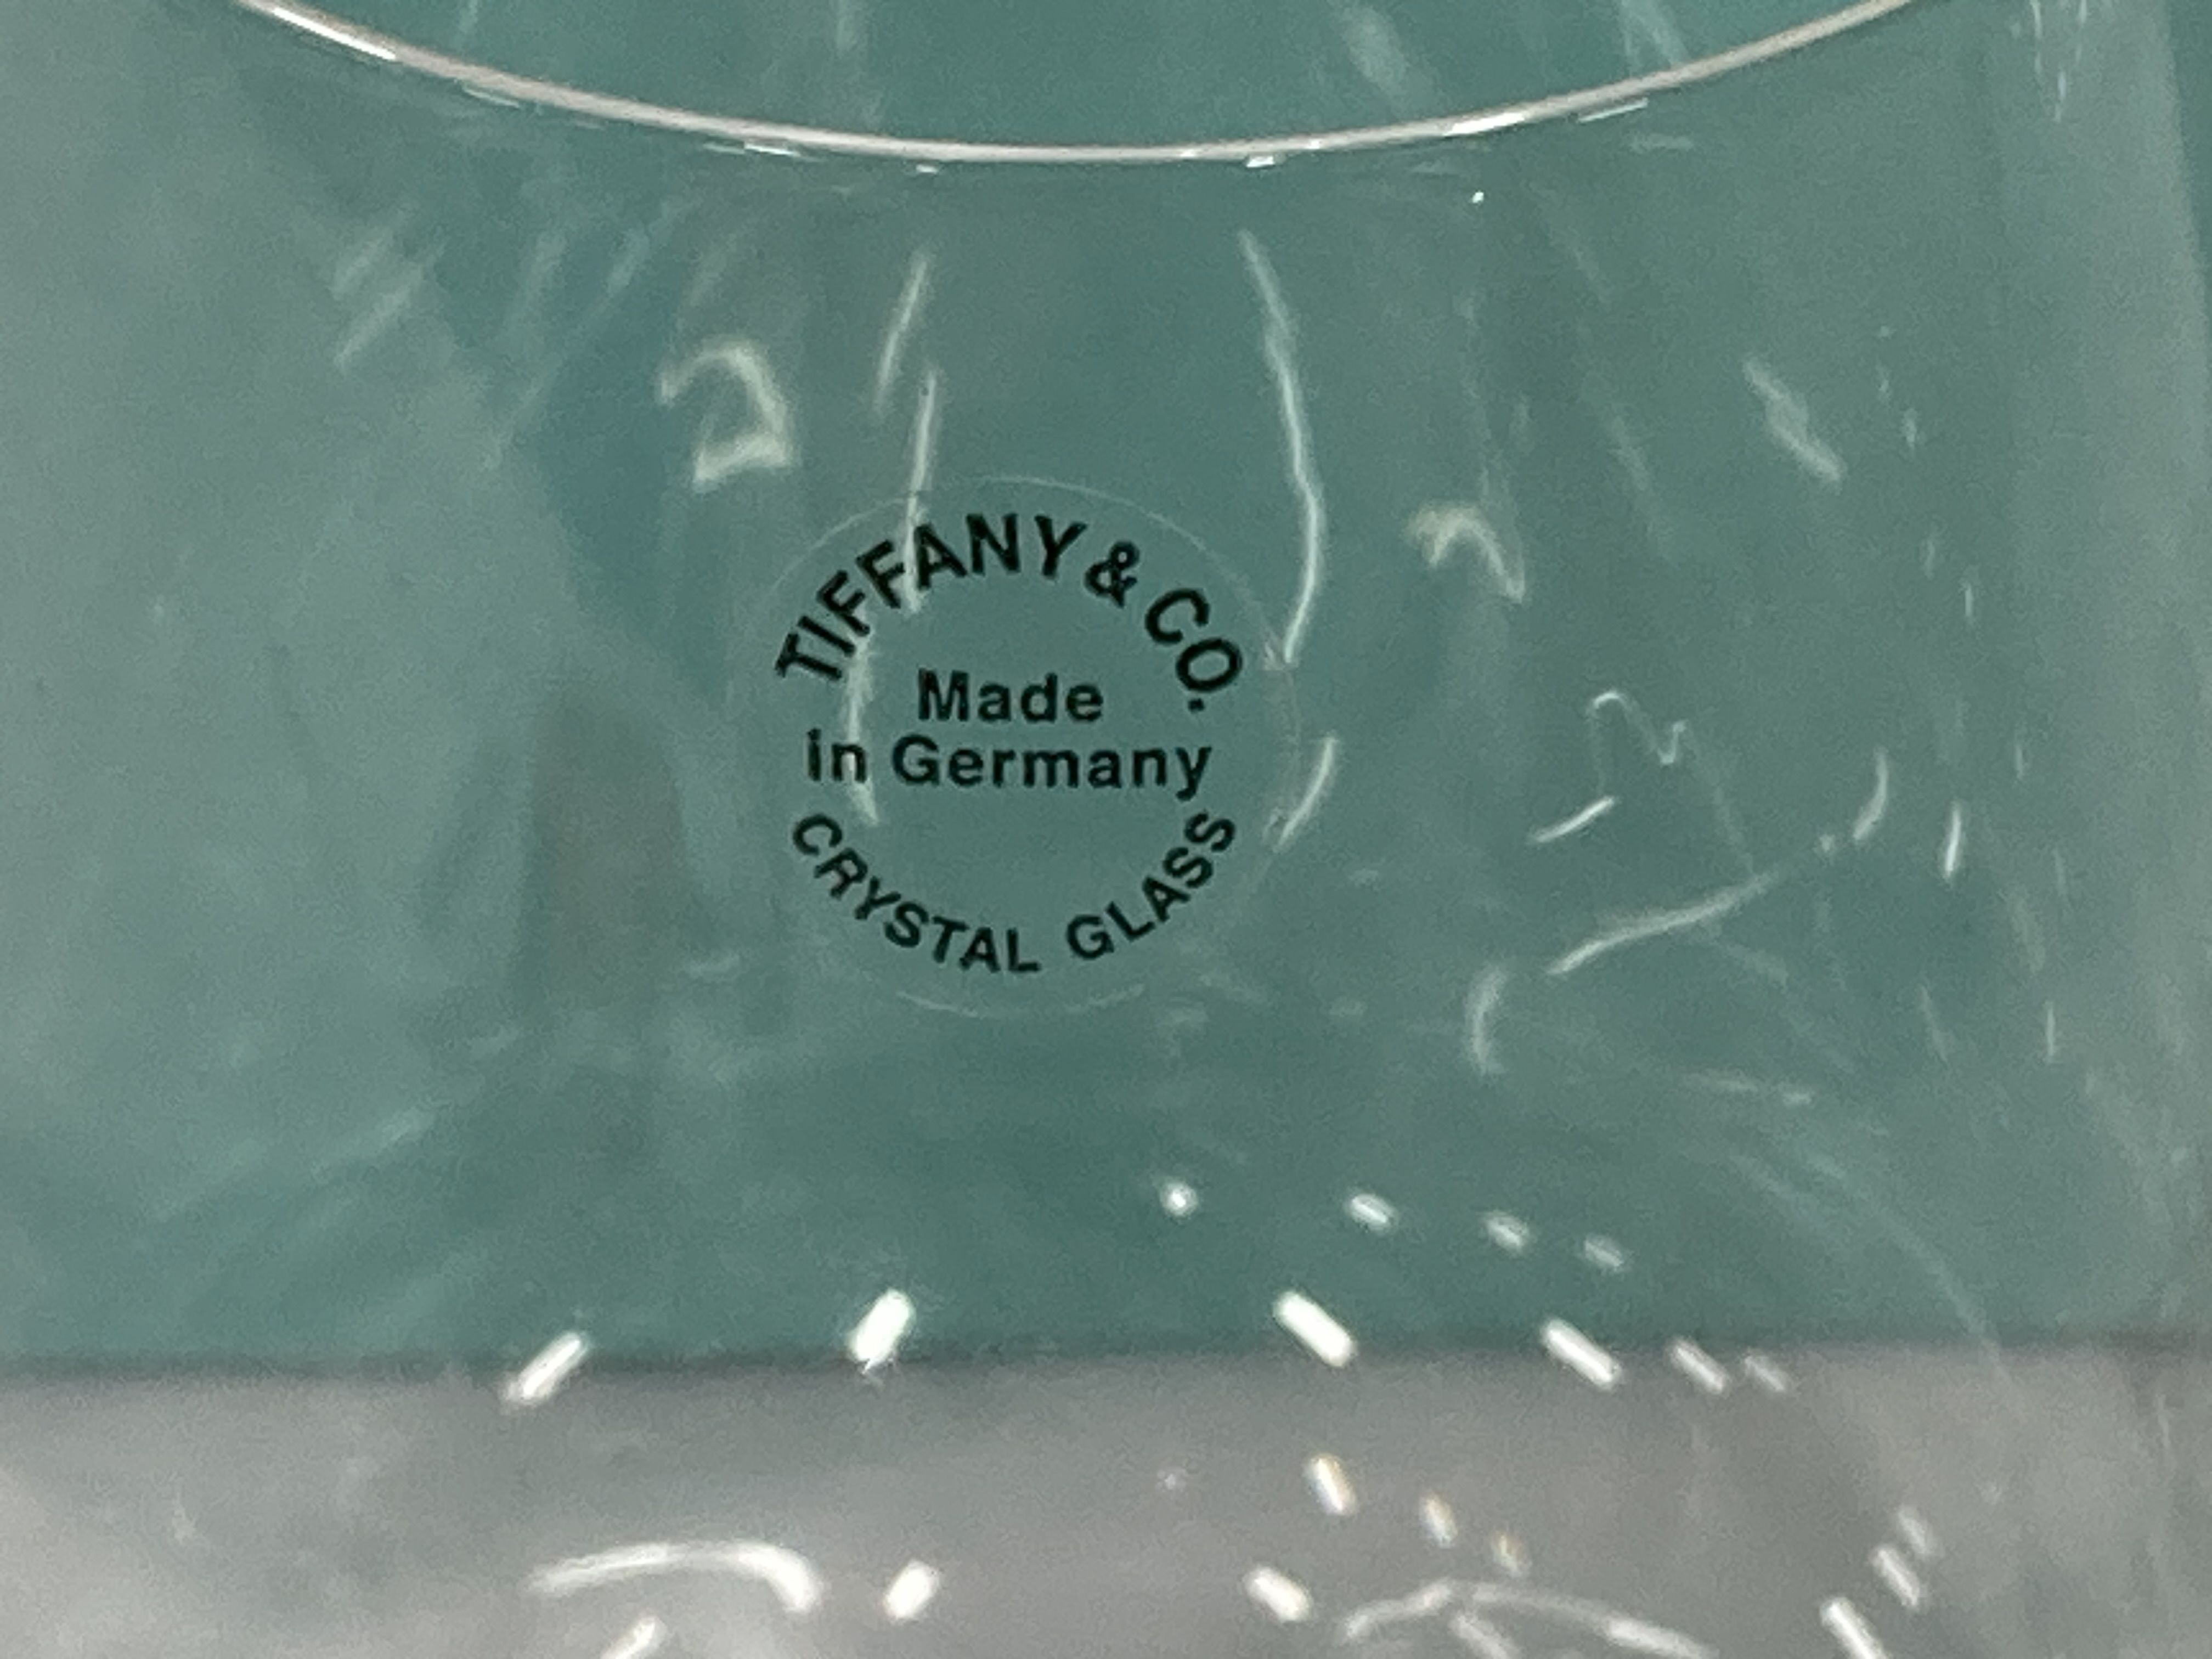 TIFFANY & CO.
Made
in Germany
CRYSTAL GLASS